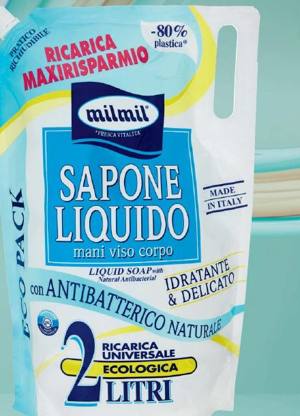 PRATICO
RICHIUDIBILE
RICARICA
MAXIRISPARMIO
-80%
plastica*
milmil
FRESCA VITALITÀ
SAPONE
LIQUIDO
mani viso corpo
MADE
IN ITALY
LIQUID SOAP with
Natural Antibacterial
IDRATANTE
& DELICATO
con ANTIBATTERICO NATURALE
ECO PACK
2
RICARICA
UNIVERSALE
ECOLOGICA
LITRI